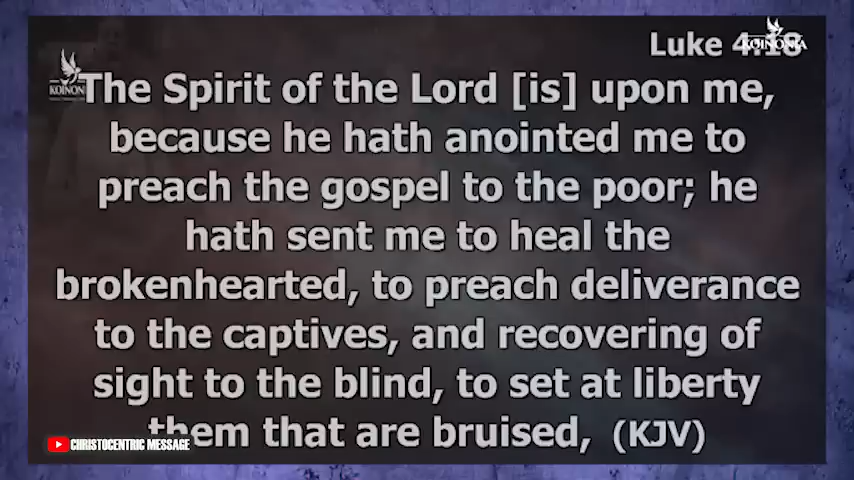 Luke 4:18
KOINONIA
KOINONIA
The Spirit of the Lord [is] upon me,
because he hath anointed me to
preach the gospel to the poor; he
hath sent me to heal the
brokenhearted, to preach deliverance
to the captives, and recovering of
sight to the blind, to set at liberty
them that are bruised, (KJV)
CHRISTOCENTRIC MESSAGE